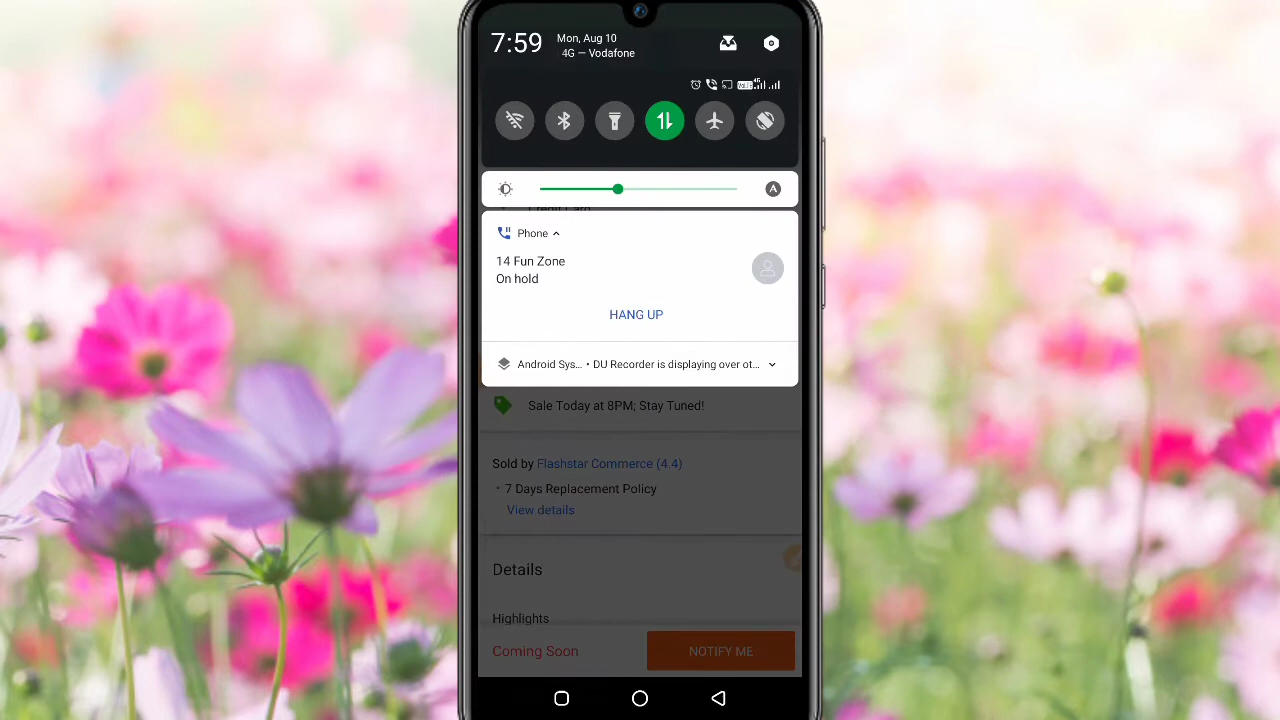 7:59
Mon, Aug 10
4G — Vodafone
Credit Card
Phone
14 Fun Zone
On hold
HANG UP
Android Sys... • DU Recorder is displaying over ot...
Sale Today at 8PM; Stay Tuned!
Sold by Flashstar Commerce (4.4)
• 7 Days Replacement Policy
View details
Details
Highlights
Coming Soon
NOTIFY ME